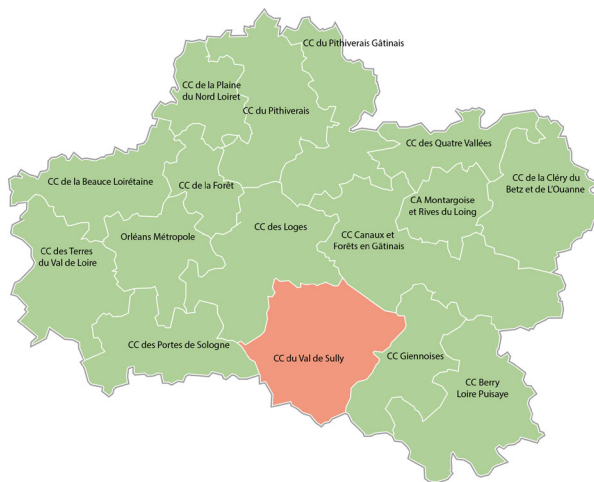 CC du Pithiverais Gâtinais
CC de la Plaine
du Nord Loiret
CC du Pithiverais
CC des Quatre Vallées
CC de la Cléry du
Betz et de L'Ouanne
CC de la Beauce Loirétaine
CC de la Forêt
CA Montargoise
et Rives du Loing
CC des Terres
du Val de Loire
Orléans Métropole
CC des Loges
CC Canaux et
Forêts en Gâtinais
CC des Portes de Sologne
CC du Val de Sully
CC Giennoises
CC Berry
Loire Puisaye